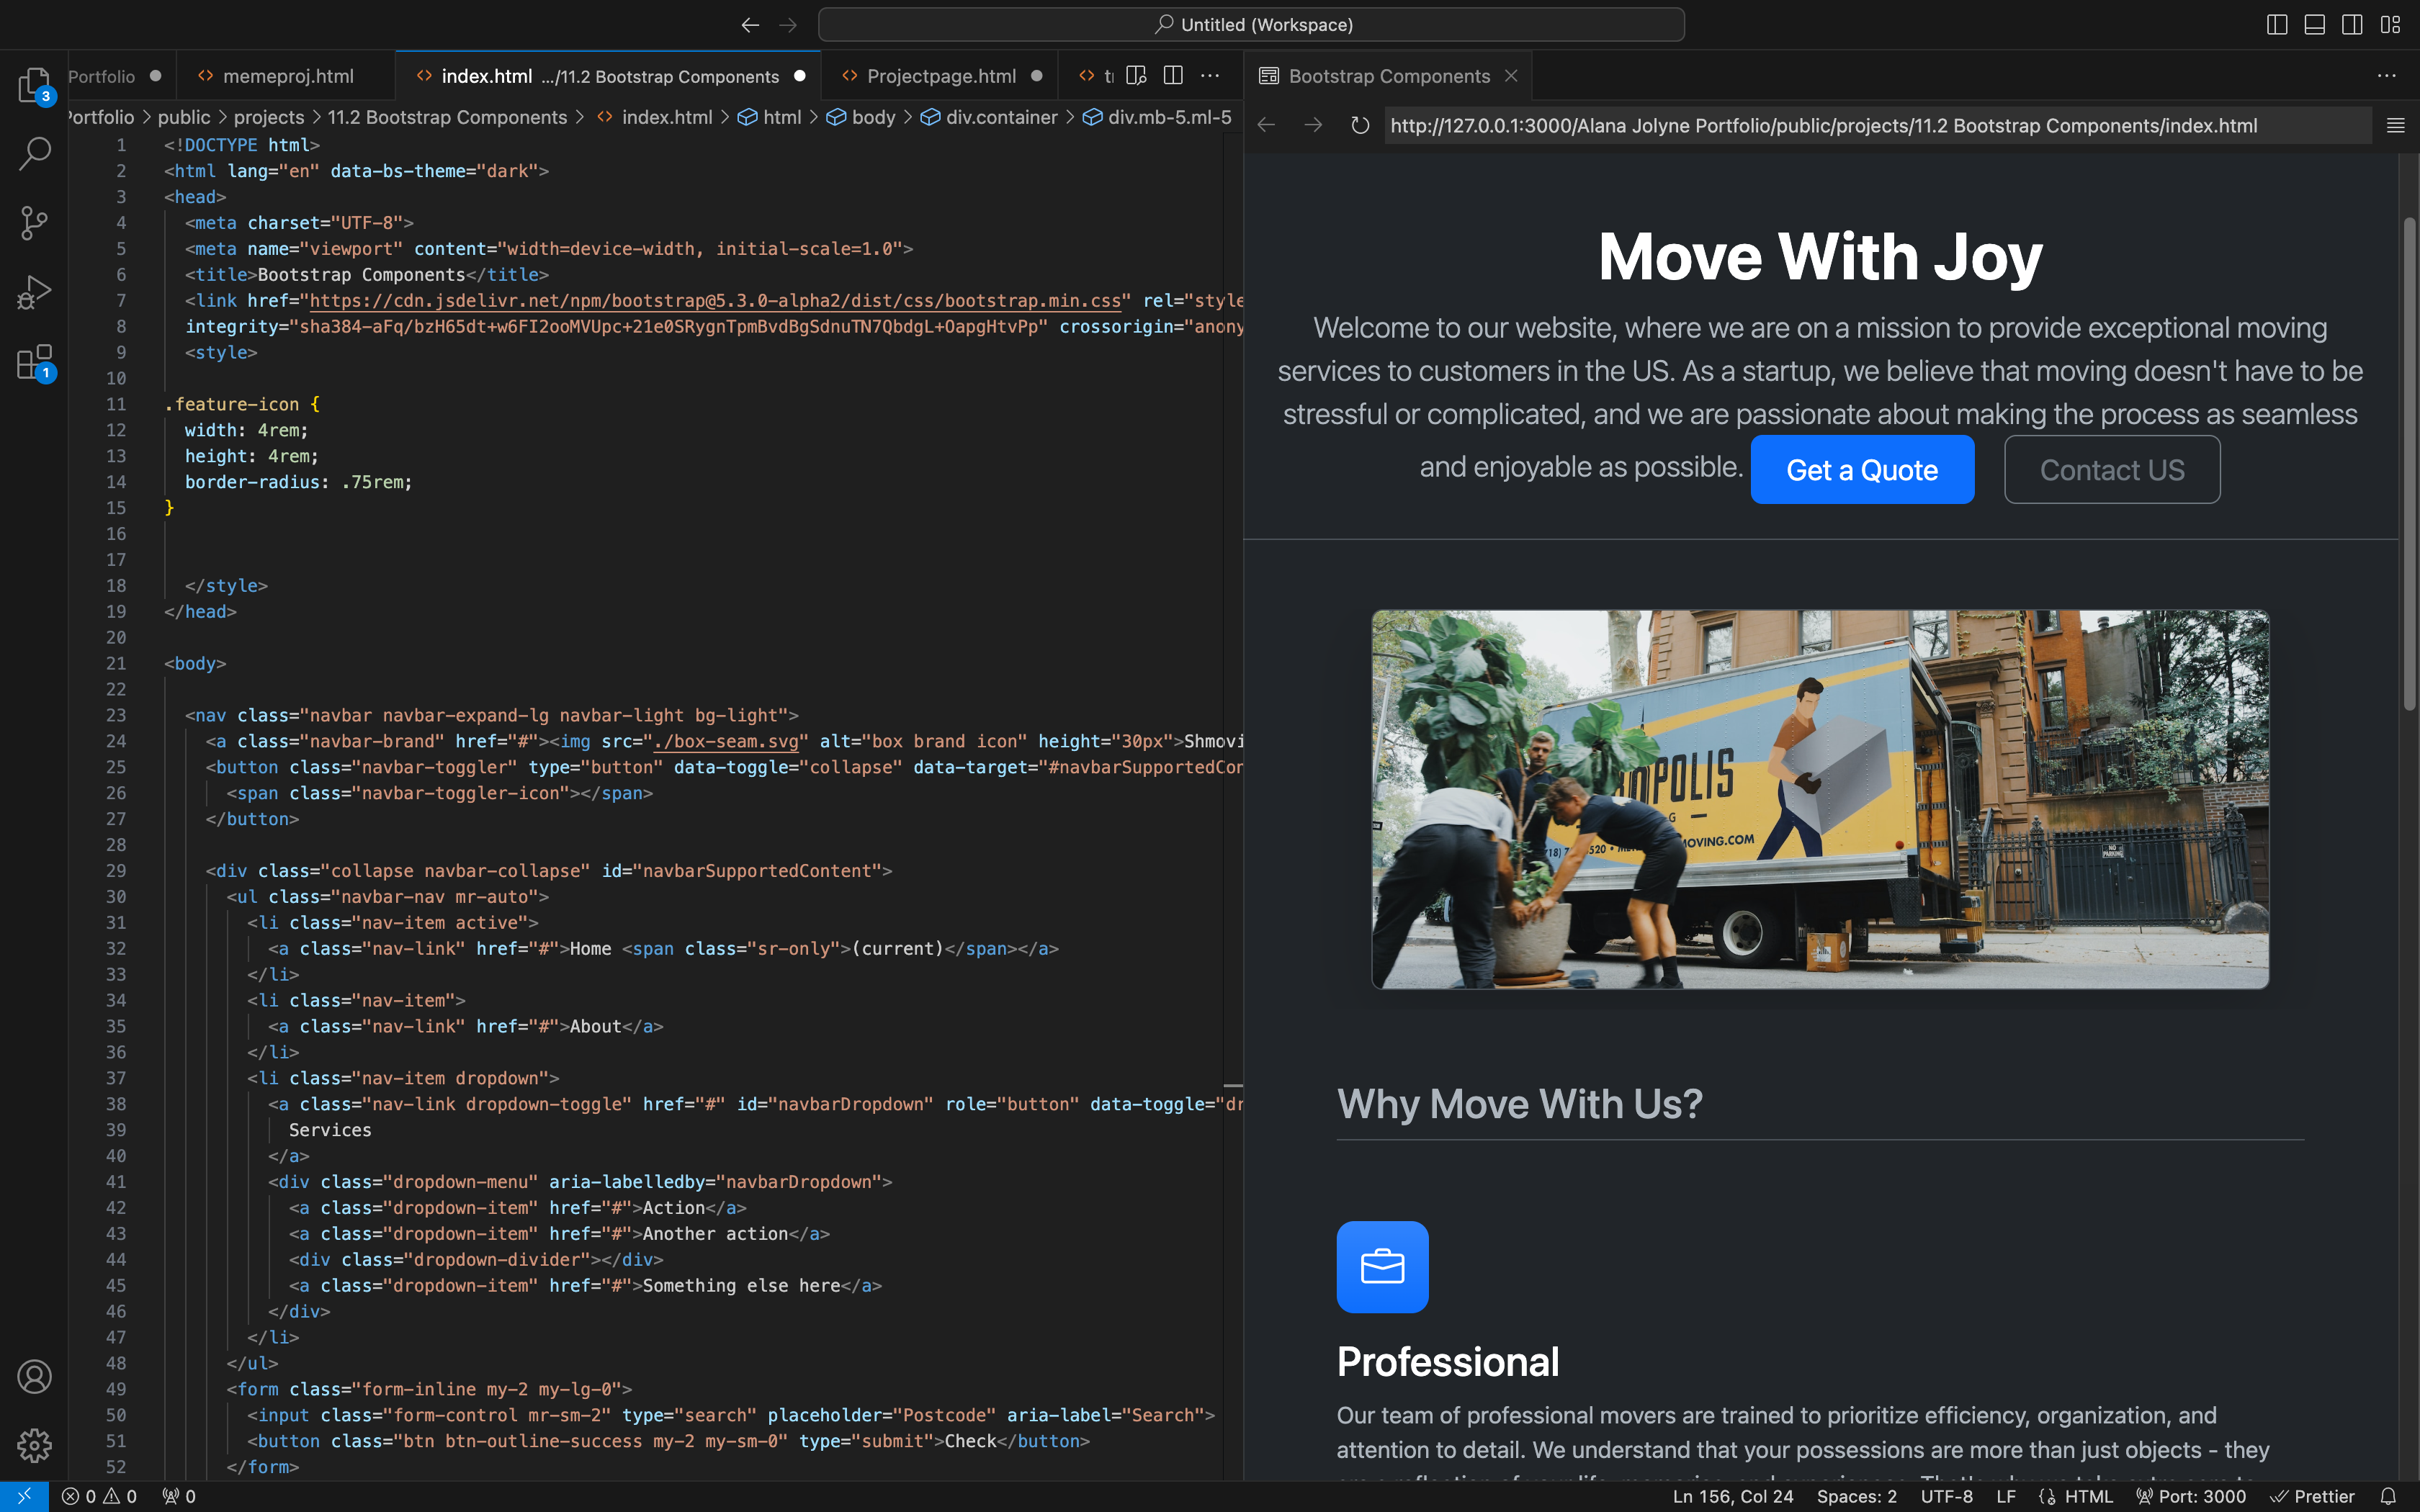 Untitled (Workspace)
Portfolio
memeproj.html
index.html .../11.2 Bootstrap Components
Projectpage.html
Bootstrap Components
Portfolio > public > projects > 11.2 Bootstrap Components > index.html > html > body > div.container > div.mb-5.ml-5
http://127.0.0.1:3000/Alana Jolyne Portfolio/public/projects/11.2 Bootstrap Components/index.html
3
1
1 <!DOCTYPE html>
2 <html lang="en" data-bs-theme="dark">
3 <head>
4 <meta charset="UTF-8">
5 <meta name="viewport" content="width=device-width, initial-scale=1.0">
6 <title>Bootstrap Components</title>
7 <link href="https://cdn.jsdelivr.net/npm/bootstrap@5.3.0-alpha2/dist/css/bootstrap.min.css" rel="style
8 integrity="sha384-aFq/bzH65dt+w6FI2ooMVUpc+21e0SRygnTpmBvdBgSdnuTN7QbdgL+OapgHtvPp" crossorigin="anony
9 <style>
10
11 .feature-icon {
12 width: 4rem;
13 height: 4rem;
14 border-radius: .75rem;
15 }
16
17
18 </style>
19 </head>
20
21 <body>
22
23 <nav class="navbar navbar-expand-lg navbar-light bg-light">
24 <a class="navbar-brand" href="#"><img src="./box-seam.svg" alt="box brand icon" height="30px">Shmovi
25 <button class="navbar-toggler" type="button" data-toggle="collapse" data-target="#navbarSupportedCon
26 <span class="navbar-toggler-icon"></span>
27 </button>
28
29 <div class="collapse navbar-collapse" id="navbarSupportedContent">
30 <ul class="navbar-nav mr-auto">
31 <li class="nav-item active">
32 <a class="nav-link" href="#">Home <span class="sr-only">(current)</span></a>
33 </li>
34 <li class="nav-item">
35 <a class="nav-link" href="#">About</a>
36 </li>
37 <li class="nav-item dropdown">
38 <a class="nav-link dropdown-toggle" href="#" id="navbarDropdown" role="button" data-toggle="dr
39 Services
40 </a>
41 <div class="dropdown-menu" aria-labelledby="navbarDropdown">
42 <a class="dropdown-item" href="#">Action</a>
43 <a class="dropdown-item" href="#">Another action</a>
44 <div class="dropdown-divider"></div>
45 <a class="dropdown-item" href="#">Something else here</a>
46 </div>
47 </li>
48 </ul>
49 <form class="form-inline my-2 my-lg-0">
50 <input class="form-control mr-sm-2" type="search" placeholder="Postcode" aria-label="Search">
51 <button class="btn btn-outline-success my-2 my-sm-0" type="submit">Check</button>
52 </form>
Move With Joy
Welcome to our website, where we are on a mission to provide exceptional moving
services to customers in the US. As a startup, we believe that moving doesn't have to be
stressful or complicated, and we are passionate about making the process as seamless
and enjoyable as possible. Get a Quote Contact US
OPOLIS
MOVING.COM
NO PARKING
Why Move With Us?
Professional
Our team of professional movers are trained to prioritize efficiency, organization, and
attention to detail. We understand that your possessions are more than just objects - they
0 0 0
Ln 156, Col 24 Spaces: 2 UTF-8 LF HTML Port: 3000 Prettier